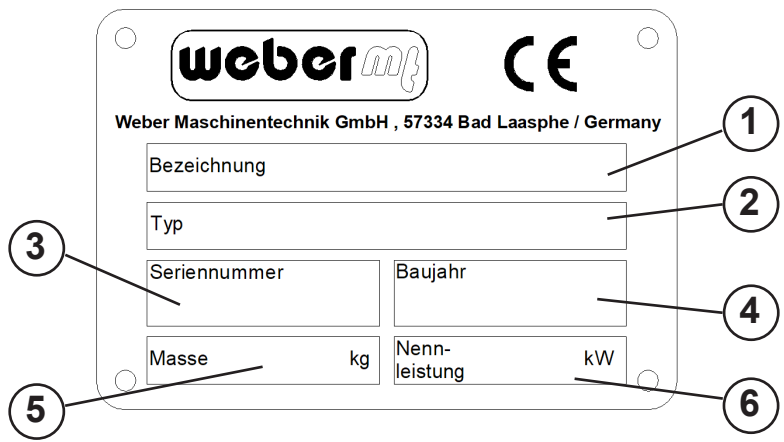 weber mt CE
Weber Maschinentechnik GmbH , 57334 Bad Laasphe / Germany
1
Bezeichnung
2
Typ
3
Seriennummer
Baujahr
4
Masse kg
Nenn-
leistung kW
5
6